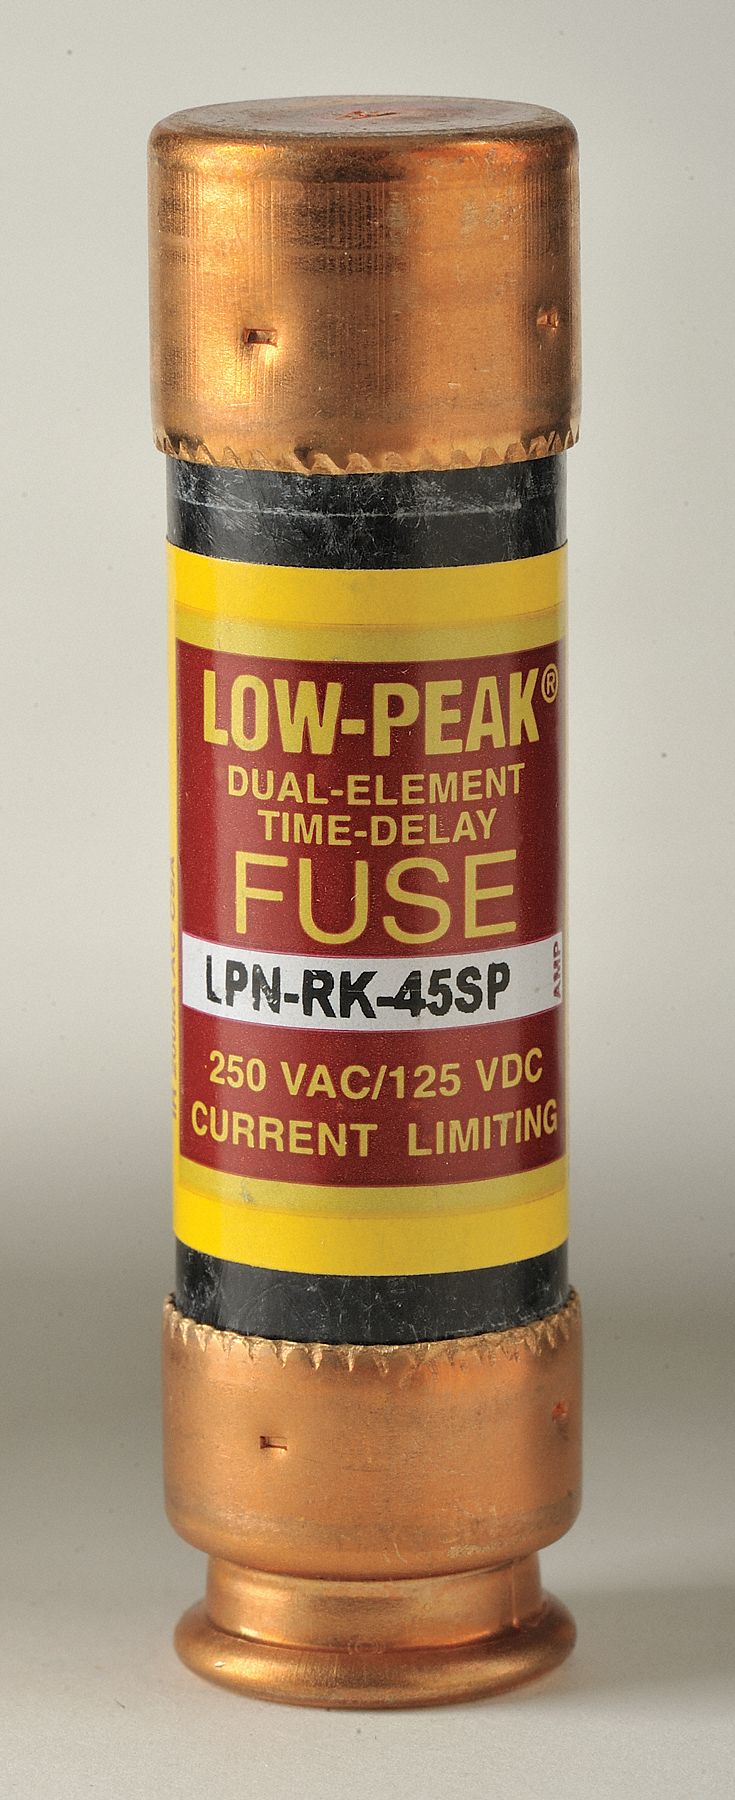 LOW-PEAK®
DUAL-ELEMENT
TIME-DELAY
FUSE
LPN-RK-45SP
AMP
250 VAC/125 VDC
CURRENT LIMITING